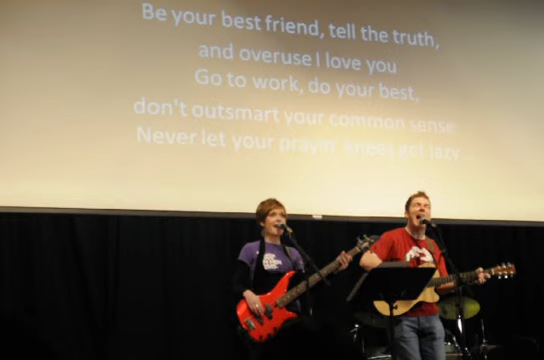 Be your best friend, tell the truth,
and overuse I love you
Go to work, do your best,
don't outsmart your common sense
Never let your prayin' knees get lazy...